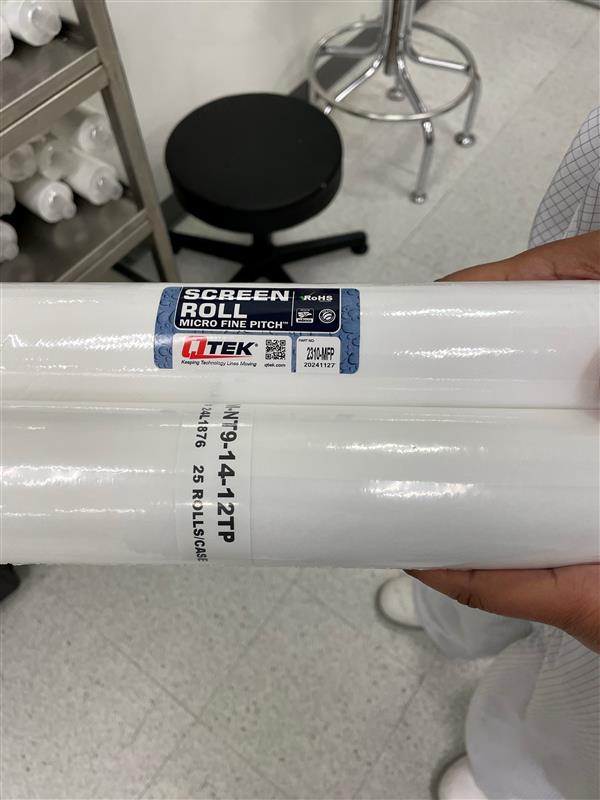 SCREEN
ROLL
MICRO FINE PITCH™
RoHS
QTEK®
Keeping Technology Lines Moving
qtek.com
PART NO.
2310-MFP
20241127
-NT9-14-12TP
24L1876 25 ROLLS/CASE